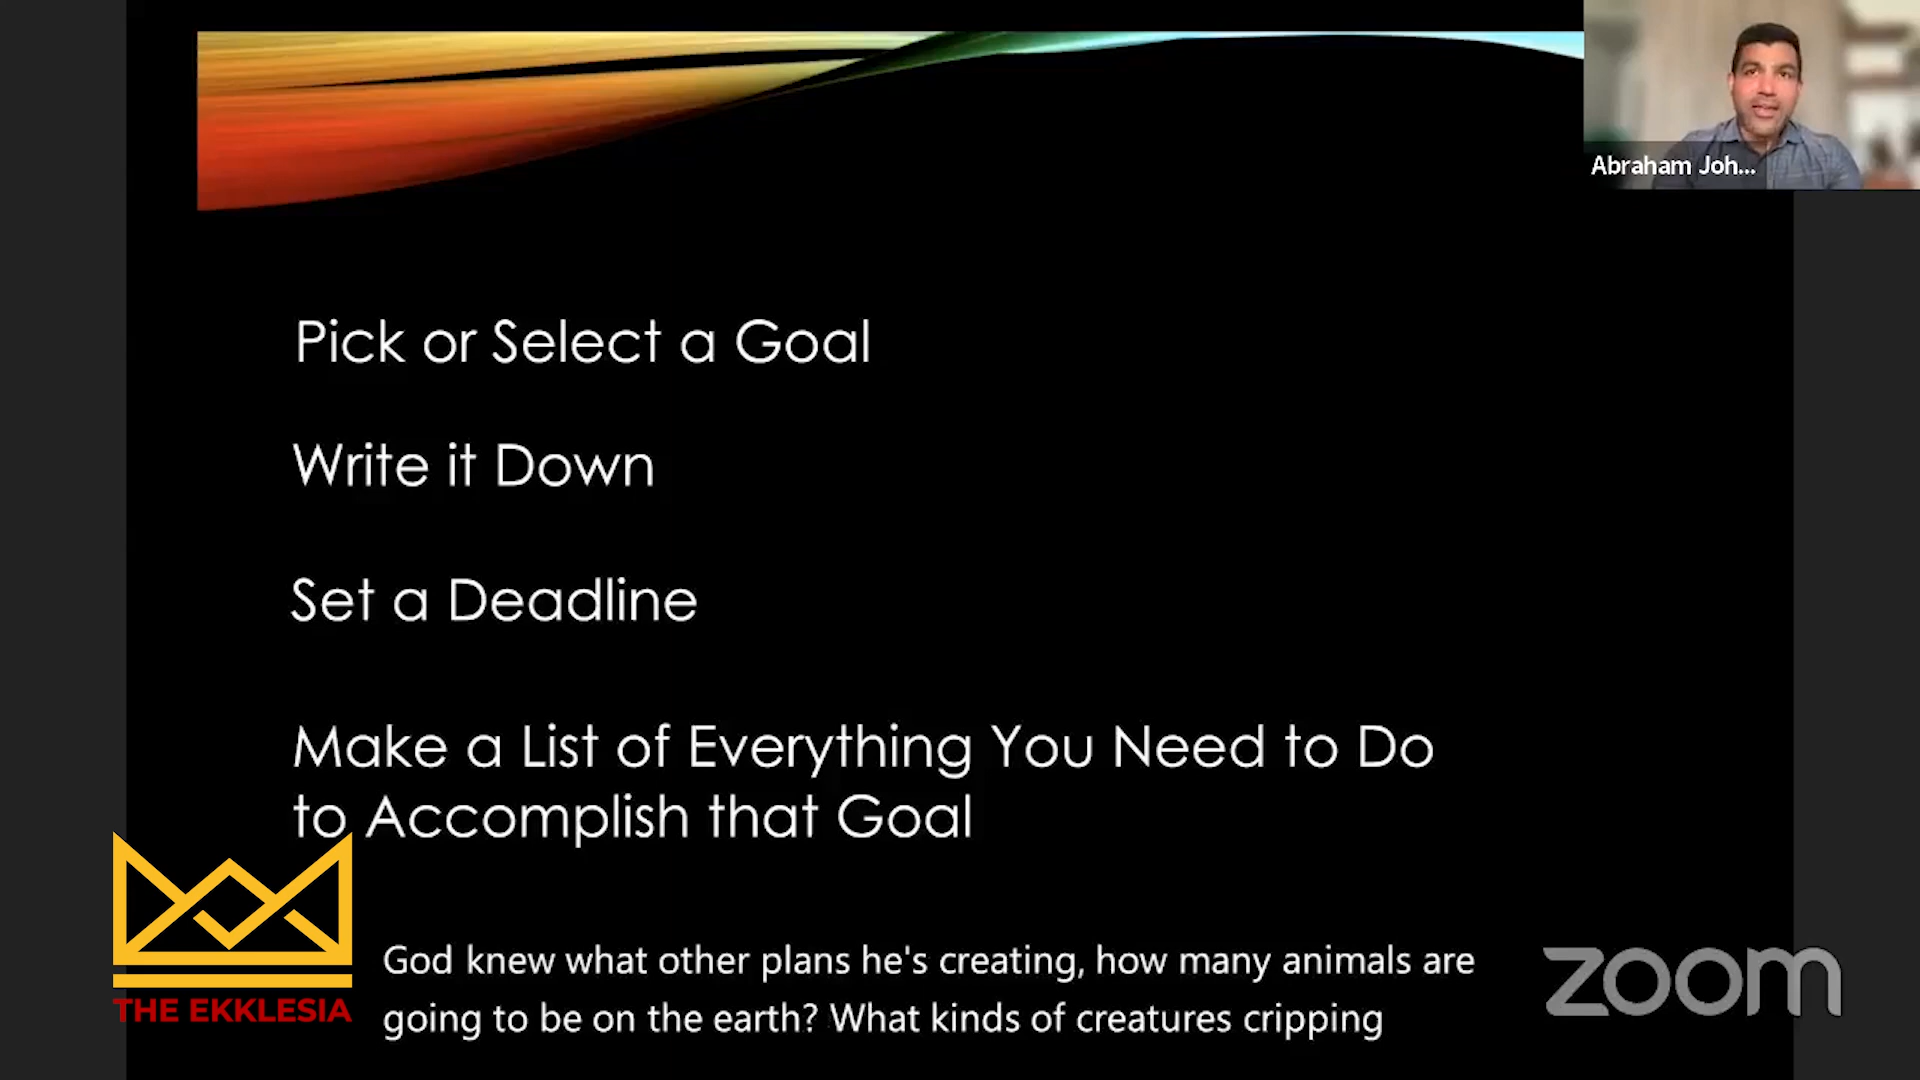 Abraham Joh...
Pick or Select a Goal
Write it Down
Set a Deadline
Make a List of Everything You Need to Do
to Accomplish that Goal
THE EKKLESIA
God knew what other plans he's creating, how many animals are
going to be on the earth? What kinds of creatures cripping
zoom